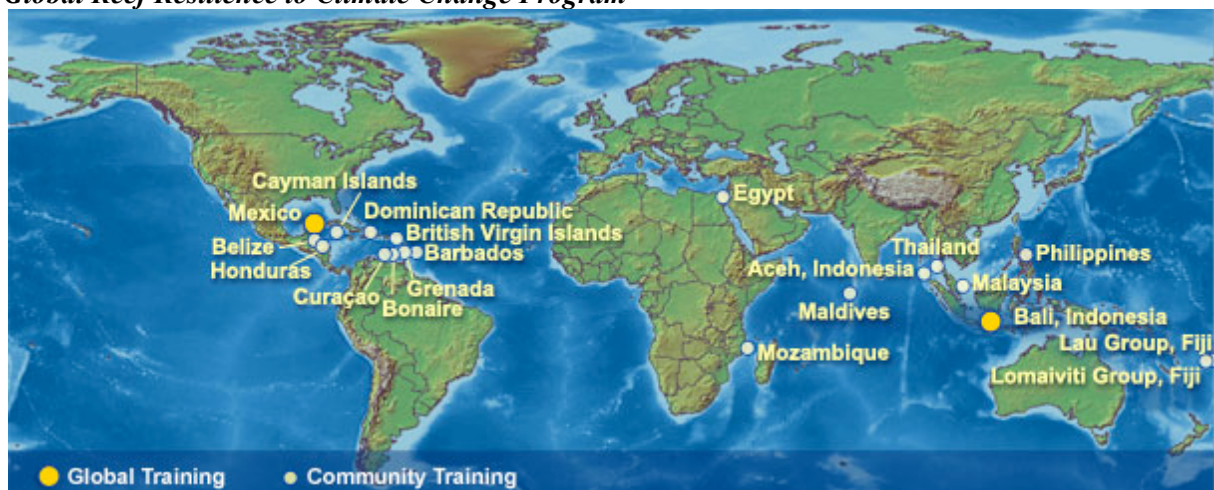 Global Reef Resilience to Climate Change Program
Cayman Islands
Mexico
Dominican Republic
British Virgin Islands
Belize
Barbados
Honduras
Grenada
Curaçao
Bonaire
Egypt
Thailand
Philippines
Aceh, Indonesia
Malaysia
Maldives
Bali, Indonesia
Lau Group, Fiji
Mozambique
Lomaiviti Group, Fiji
Global Training
Community Training